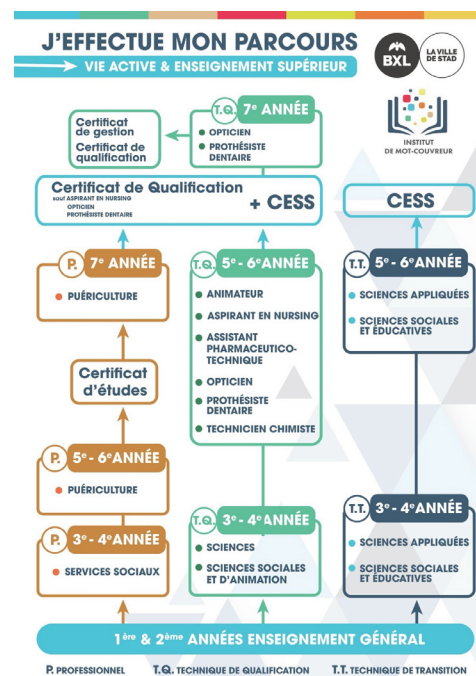 J'EFFECTUE MON PARCOURS
VIE ACTIVE & ENSEIGNEMENT SUPÉRIEUR
BXL
LA VILLE
DE STAD
INSTITUT
DE MOT-COUVREUR
T.Q. 7e ANNÉE
OPTICIEN
PROTHÉSISTE
DENTAIRE
Certificat
de gestion
Certificat de
qualification
Certificat de Qualification
sauf ASPIRANT EN NURSING
OPTICIEN
PROTHÉSISTE DENTAIRE
+ CESS
CESS
P. 7e ANNÉE
PUÉRICULTURE
Certificat
d'études
P. 5e - 6e ANNÉE
PUÉRICULTURE
P. 3e - 4e ANNÉE
SERVICES SOCIAUX
T.Q. 5e - 6e ANNÉE
ANIMATEUR
ASPIRANT EN NURSING
ASSISTANT
PHARMACEUTICO-
TECHNIQUE
OPTICIEN
PROTHÉSISTE
DENTAIRE
TECHNICIEN CHIMISTE
T.Q. 3e - 4e ANNÉE
SCIENCES
SCIENCES SOCIALES
ET D'ANIMATION
T.T. 5e - 6e ANNÉE
SCIENCES APPLIQUÉES
SCIENCES SOCIALES
ET ÉDUCATIVES
T.T. 3e - 4e ANNÉE
SCIENCES APPLIQUÉES
SCIENCES SOCIALES
ET ÉDUCATIVES
1ère & 2ème ANNÉES ENSEIGNEMENT GÉNÉRAL
P. PROFESSIONNEL T.Q. TECHNIQUE DE QUALIFICATION T.T. TECHNIQUE DE TRANSITION